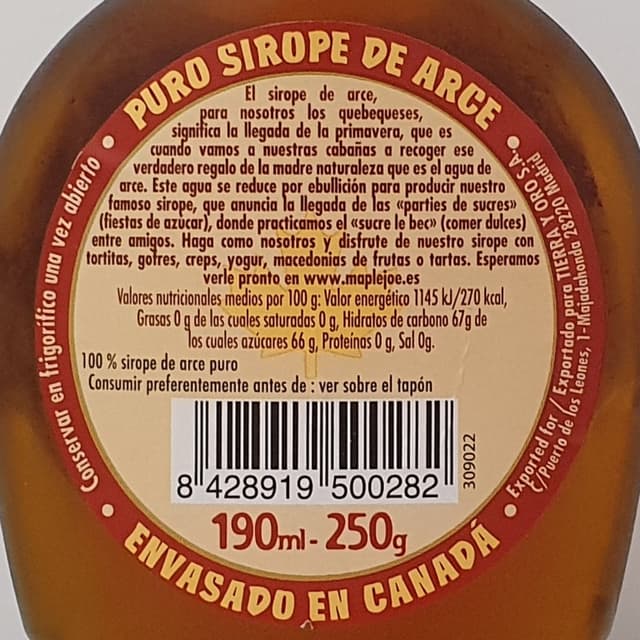 PURO SIROPE DE ARCE
El sirope de arce,
para nosotros los quebequeses,
significa la llegada de la primavera, que es
cuando vamos a nuestras cabañas a recoger ese
verdadero regalo de la madre naturaleza que es el agua de
arce. Este agua se reduce por ebullición para producir nuestro
famoso sirope, que anuncia la llegada de las «parties de sucres»
(fiestas de azúcar), donde practicamos el «sucre le bec» (comer dulces)
entre amigos. Haga como nosotros y disfrute de nuestro sirope con
tortitas, gofres, creps, yogur, macedonias de frutas o tartas. Esperamos
verle pronto en www.maplejoe.es
Valores nutricionales medios por 100 g: Valor energético 1145 kJ/270 kcal,
Grasas 0 g de las cuales saturadas 0 g, Hidratos de carbono 67g de
los cuales azúcares 66 g, Proteínas 0 g, Sal 0g.
100 % sirope de arce puro
Consumir preferentemente antes de : ver sobre el tapón
8 428919 500282
309022
190ml - 250g
ENVASADO EN CANADÁ
Conservar en frigorífico una vez abierto
Exported for / Exportado para TIERRA Y ORO S.A.
C/Puerto de los Leones, 1-Majadahonda 28220 Madrid